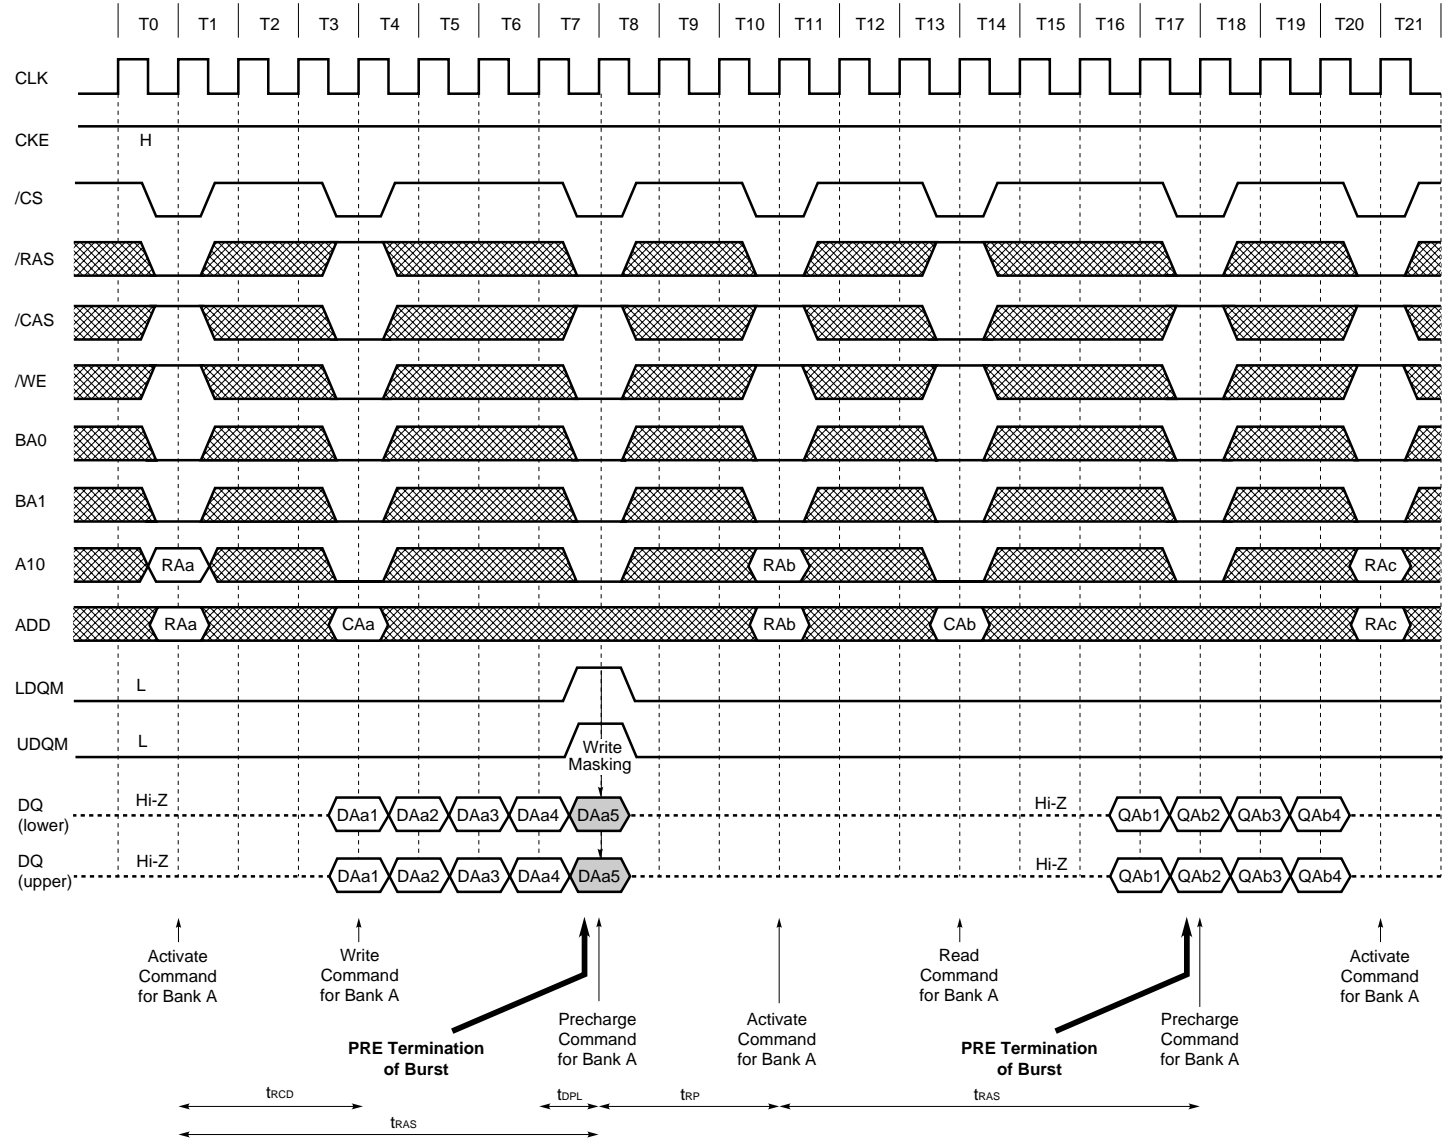 T0 T1 T2 T3 T4 T5 T6 T7 T8 T9 T10 T11 T12 T13 T14 T15 T16 T17 T18 T19 T20 T21
CLK
CKE H
/CS
/RAS
/CAS
/WE
BA0
BA1
A10 RAa RAb RAc
ADD RAa CAa RAb CAb RAc
LDQM L
UDQM L
Write
Masking
DQ
(lower)
Hi-Z DAa1 DAa2 DAa3 DAa4 DAa5 Hi-Z QAb1 QAb2 QAb3 QAb4
DQ
(upper)
Hi-Z DAa1 DAa2 DAa3 DAa4 DAa5 Hi-Z QAb1 QAb2 QAb3 QAb4
Activate
Command
for Bank A
Write
Command
for Bank A
PRE Termination
of Burst
Precharge
Command
for Bank A
Activate
Command
for Bank A
Read
Command
for Bank A
PRE Termination
of Burst
Precharge
Command
for Bank A
Activate
Command
for Bank A
tRCD tDPL tRP tRAS
tRAS